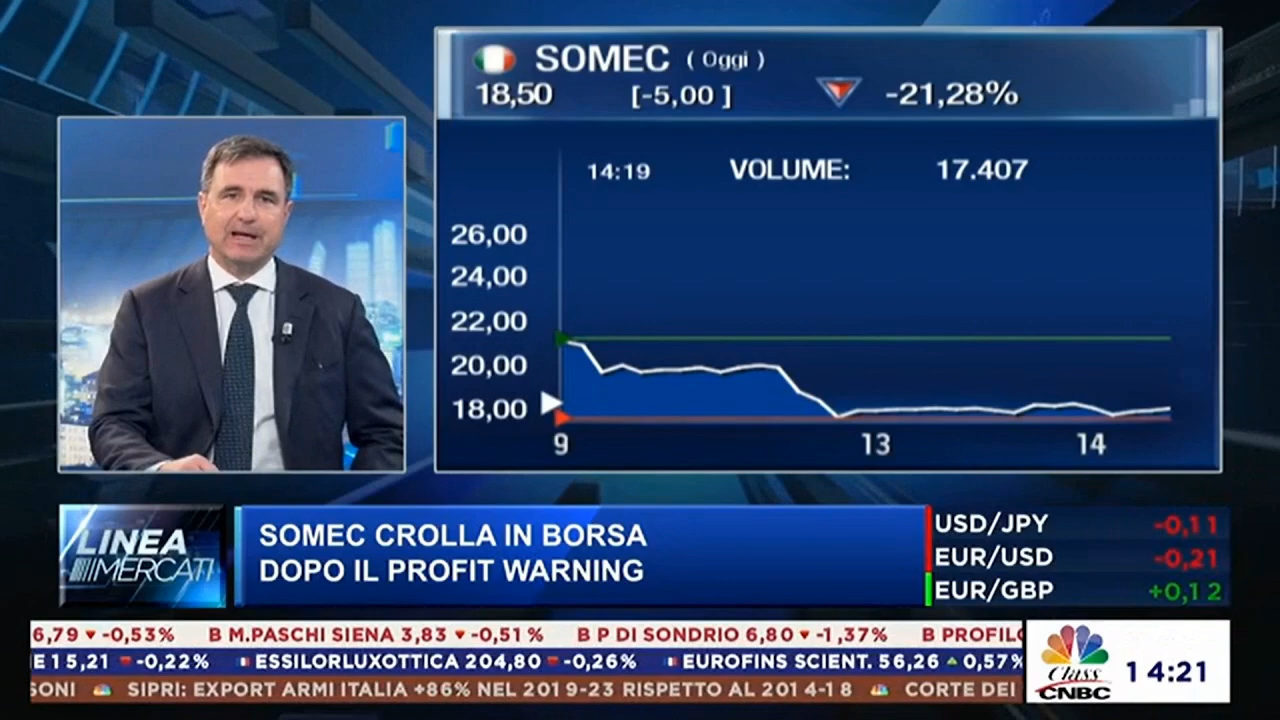 SOMEC ( Oggi )
18,50 [-5,00 ] -21,28%
14:19 VOLUME: 17.407
26,00
24,00
22,00
20,00
18,00
9 13 14
LINEA
MERCATI
SOMEC CROLLA IN BORSA
DOPO IL PROFIT WARNING
USD/JPY -0,11
EUR/USD -0,21
EUR/GBP +0,12
6,79 -0,53% B M.PASCHI SIENA 3,83 -0,51% B P DI SONDRIO 6,80 -1,37% B PROFILO
E 15,21 -0,22% ESSILORLUXOTTICA 204,80 -0,26% EUROFINS SCIENT. 56,26 0,57%
SONI SIPRI: EXPORT ARMI ITALIA +86% NEL 2019-23 RISPETTO AL 2014-18 CORTE DEI
Class
CNBC
14:21